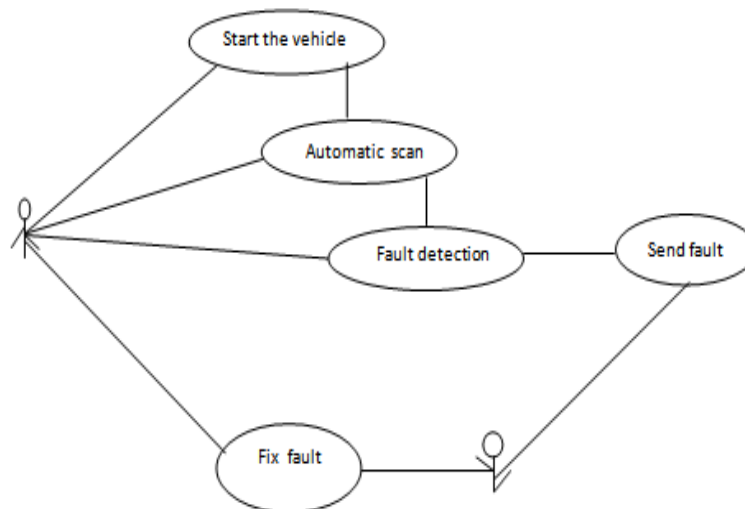 Start the vehicle
Automatic scan
Fault detection
Send fault
Fix fault